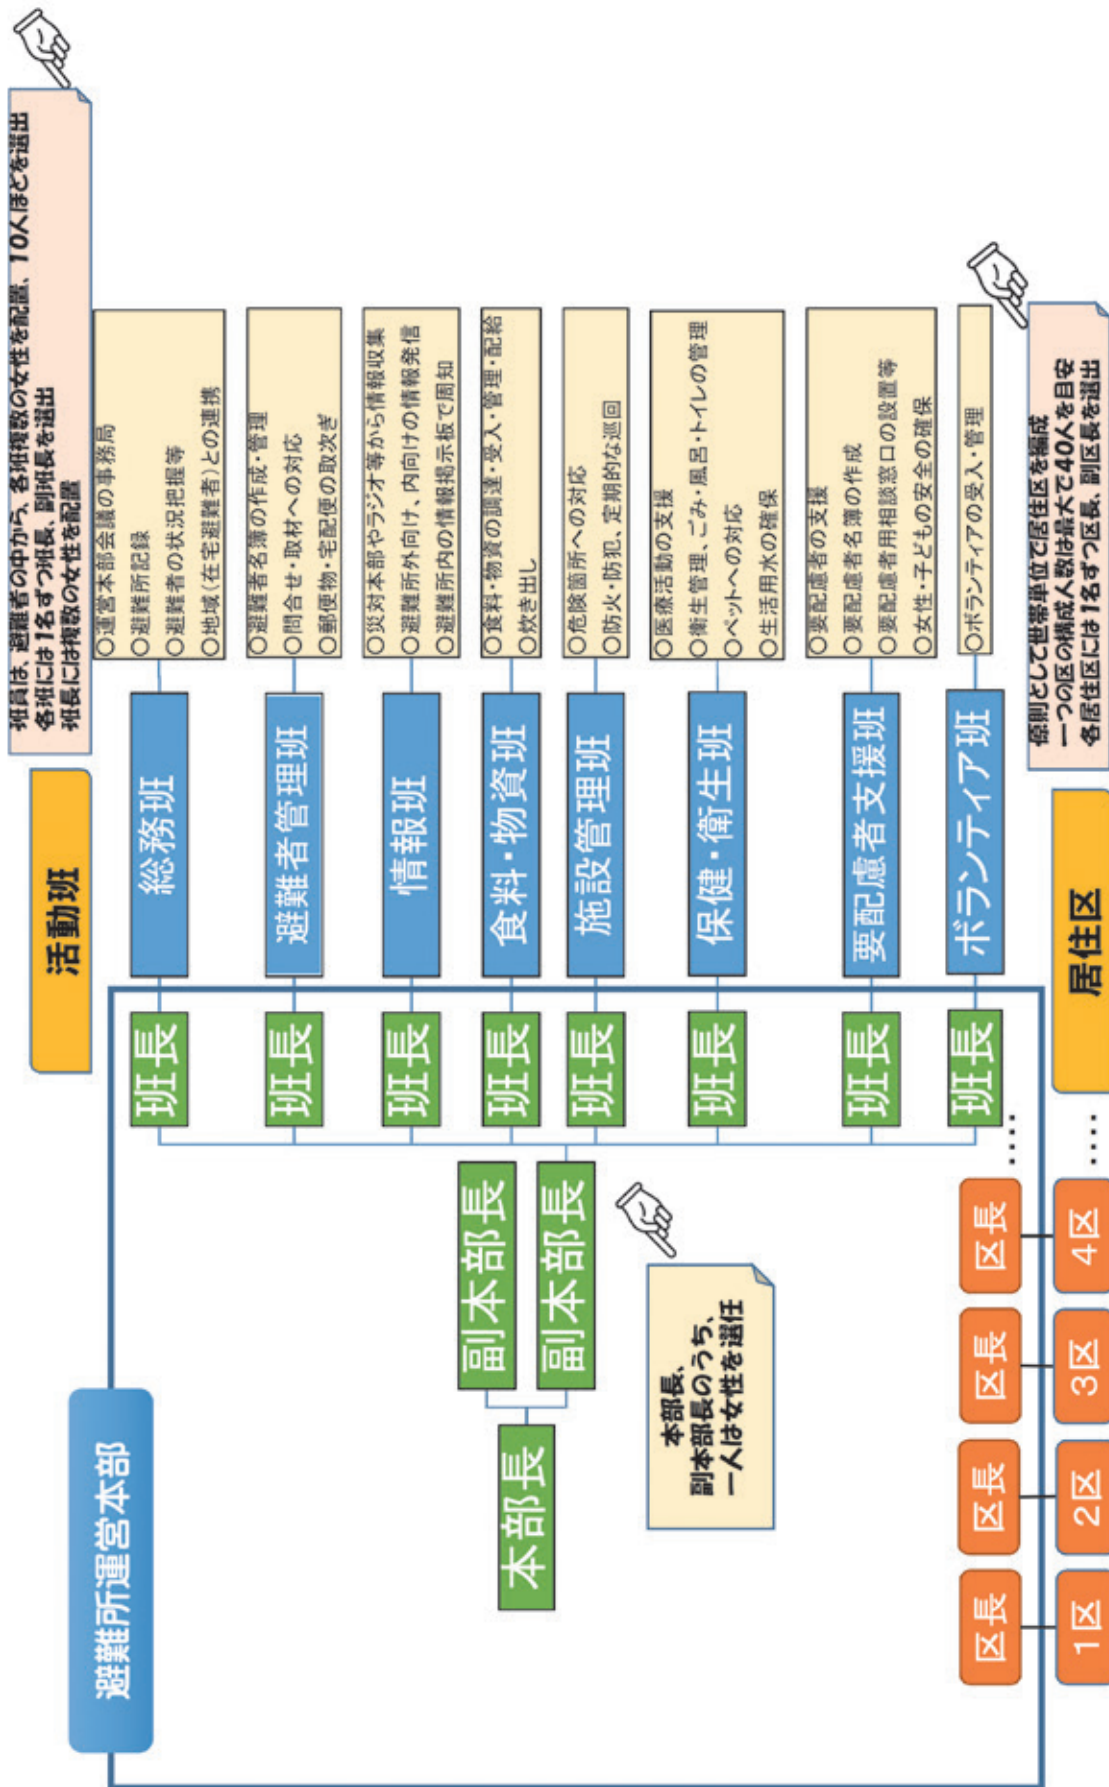 避難所運営本部
本部長
副本部長
副本部長
本部長、
副本部長のうち、
一人は女性を選任
活動班
班員は、避難者の中から、各班複数の女性を配置、10人ほどを選出
各班には1名ずつ班長、副班長を選出
班長には複数の女性を配置
班長
総務班
○運営本部会議の事務局
○避難所記録
○避難者の状況把握等
○地域(在宅避難者)との連携
班長
避難者管理班
○避難者名簿の作成・管理
○問合せ・取材への対応
○郵便物・宅配便の取次ぎ
班長
情報班
○災対本部やラジオ等から情報収集
○避難所外向け、内向けの情報発信
○避難所内の情報掲示板で周知
班長
食料・物資班
○食料・物資の調達・受入・管理・配給
○炊き出し
班長
施設管理班
○危険箇所への対応
○防火・防犯、定期的な巡回
班長
保健・衛生班
○医療活動の支援
○衛生管理、ごみ・風呂・トイレの管理
○ペットへの対応
○生活用水の確保
班長
要配慮者支援班
○要配慮者の支援
○要配慮者名簿の作成
○要配慮者用相談窓口の設置等
○女性・子どもの安全の確保
班長
ボランティア班
○ボランティアの受入・管理
区長 区長 区長 区長 ‥‥
1区 2区 3区 4区 ‥‥
居住区
原則として世帯単位で居住区を編成
一つの区の構成人数は最大で40人を目安
各居住区には1名ずつ区長、副区長を選出